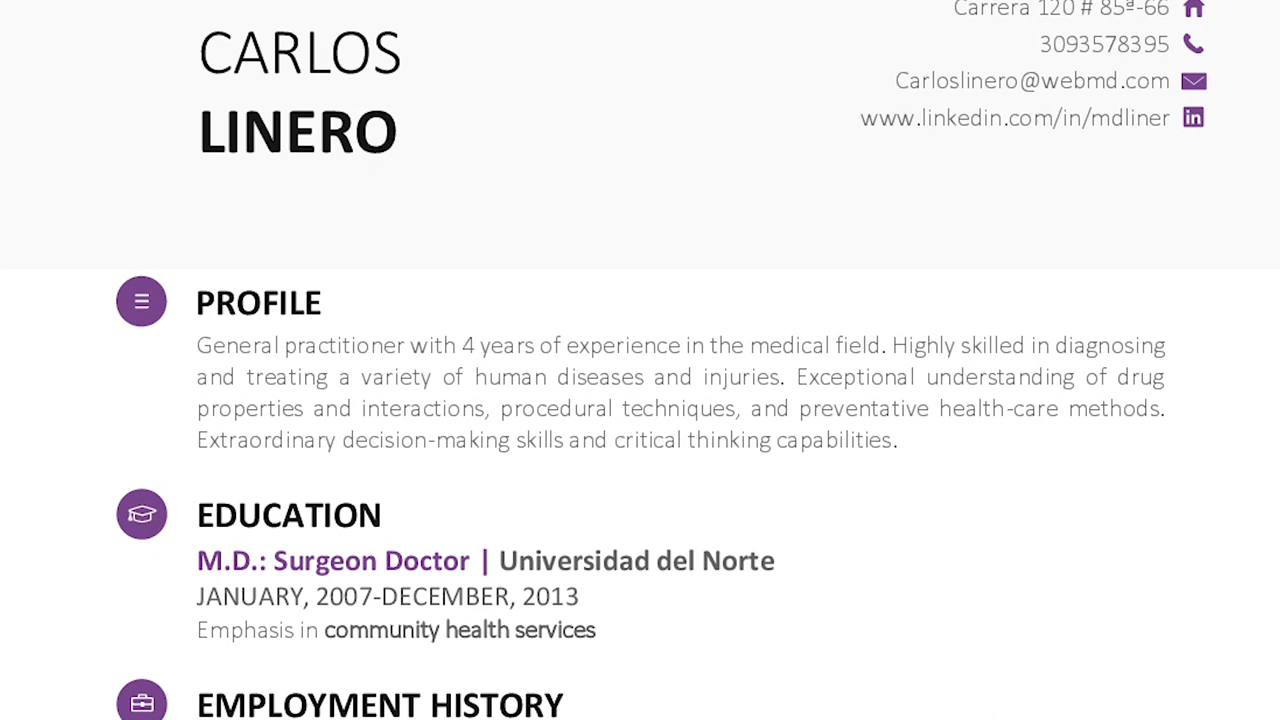 Carrera 120 # 85ª-66
CARLOS
3093578395
Carloslinero@webmd.com
LINERO
www.linkedin.com/in/mdliner
PROFILE
General practitioner with 4 years of experience in the medical field. Highly skilled in diagnosing
and treating a variety of human diseases and injuries. Exceptional understanding of drug
properties and interactions, procedural techniques, and preventative health-care methods.
Extraordinary decision-making skills and critical thinking capabilities.
EDUCATION
M.D.: Surgeon Doctor | Universidad del Norte
JANUARY, 2007-DECEMBER, 2013
Emphasis in community health services
EMPLOYMENT HISTORY